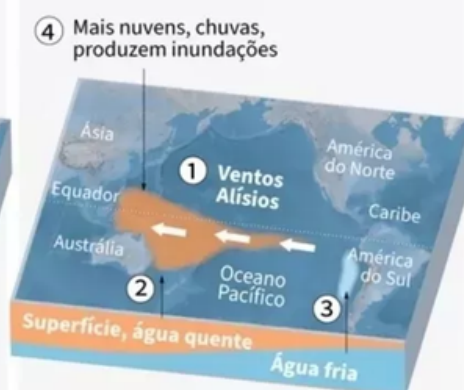 4 Mais nuvens, chuvas,
produzem inundações
Ásia
América
do Norte
1 Ventos
Alísios
Equador
Caribe
Austrália
América
do Sul
2
Oceano
Pacífico
3
Superfície, água quente
Água fria